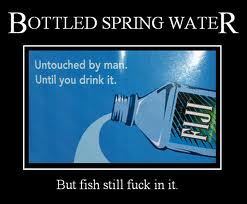 BOTTLED SPRING WATER
Untouched by man.
Until you drink it.
FIJI
But fish still fuck in it.